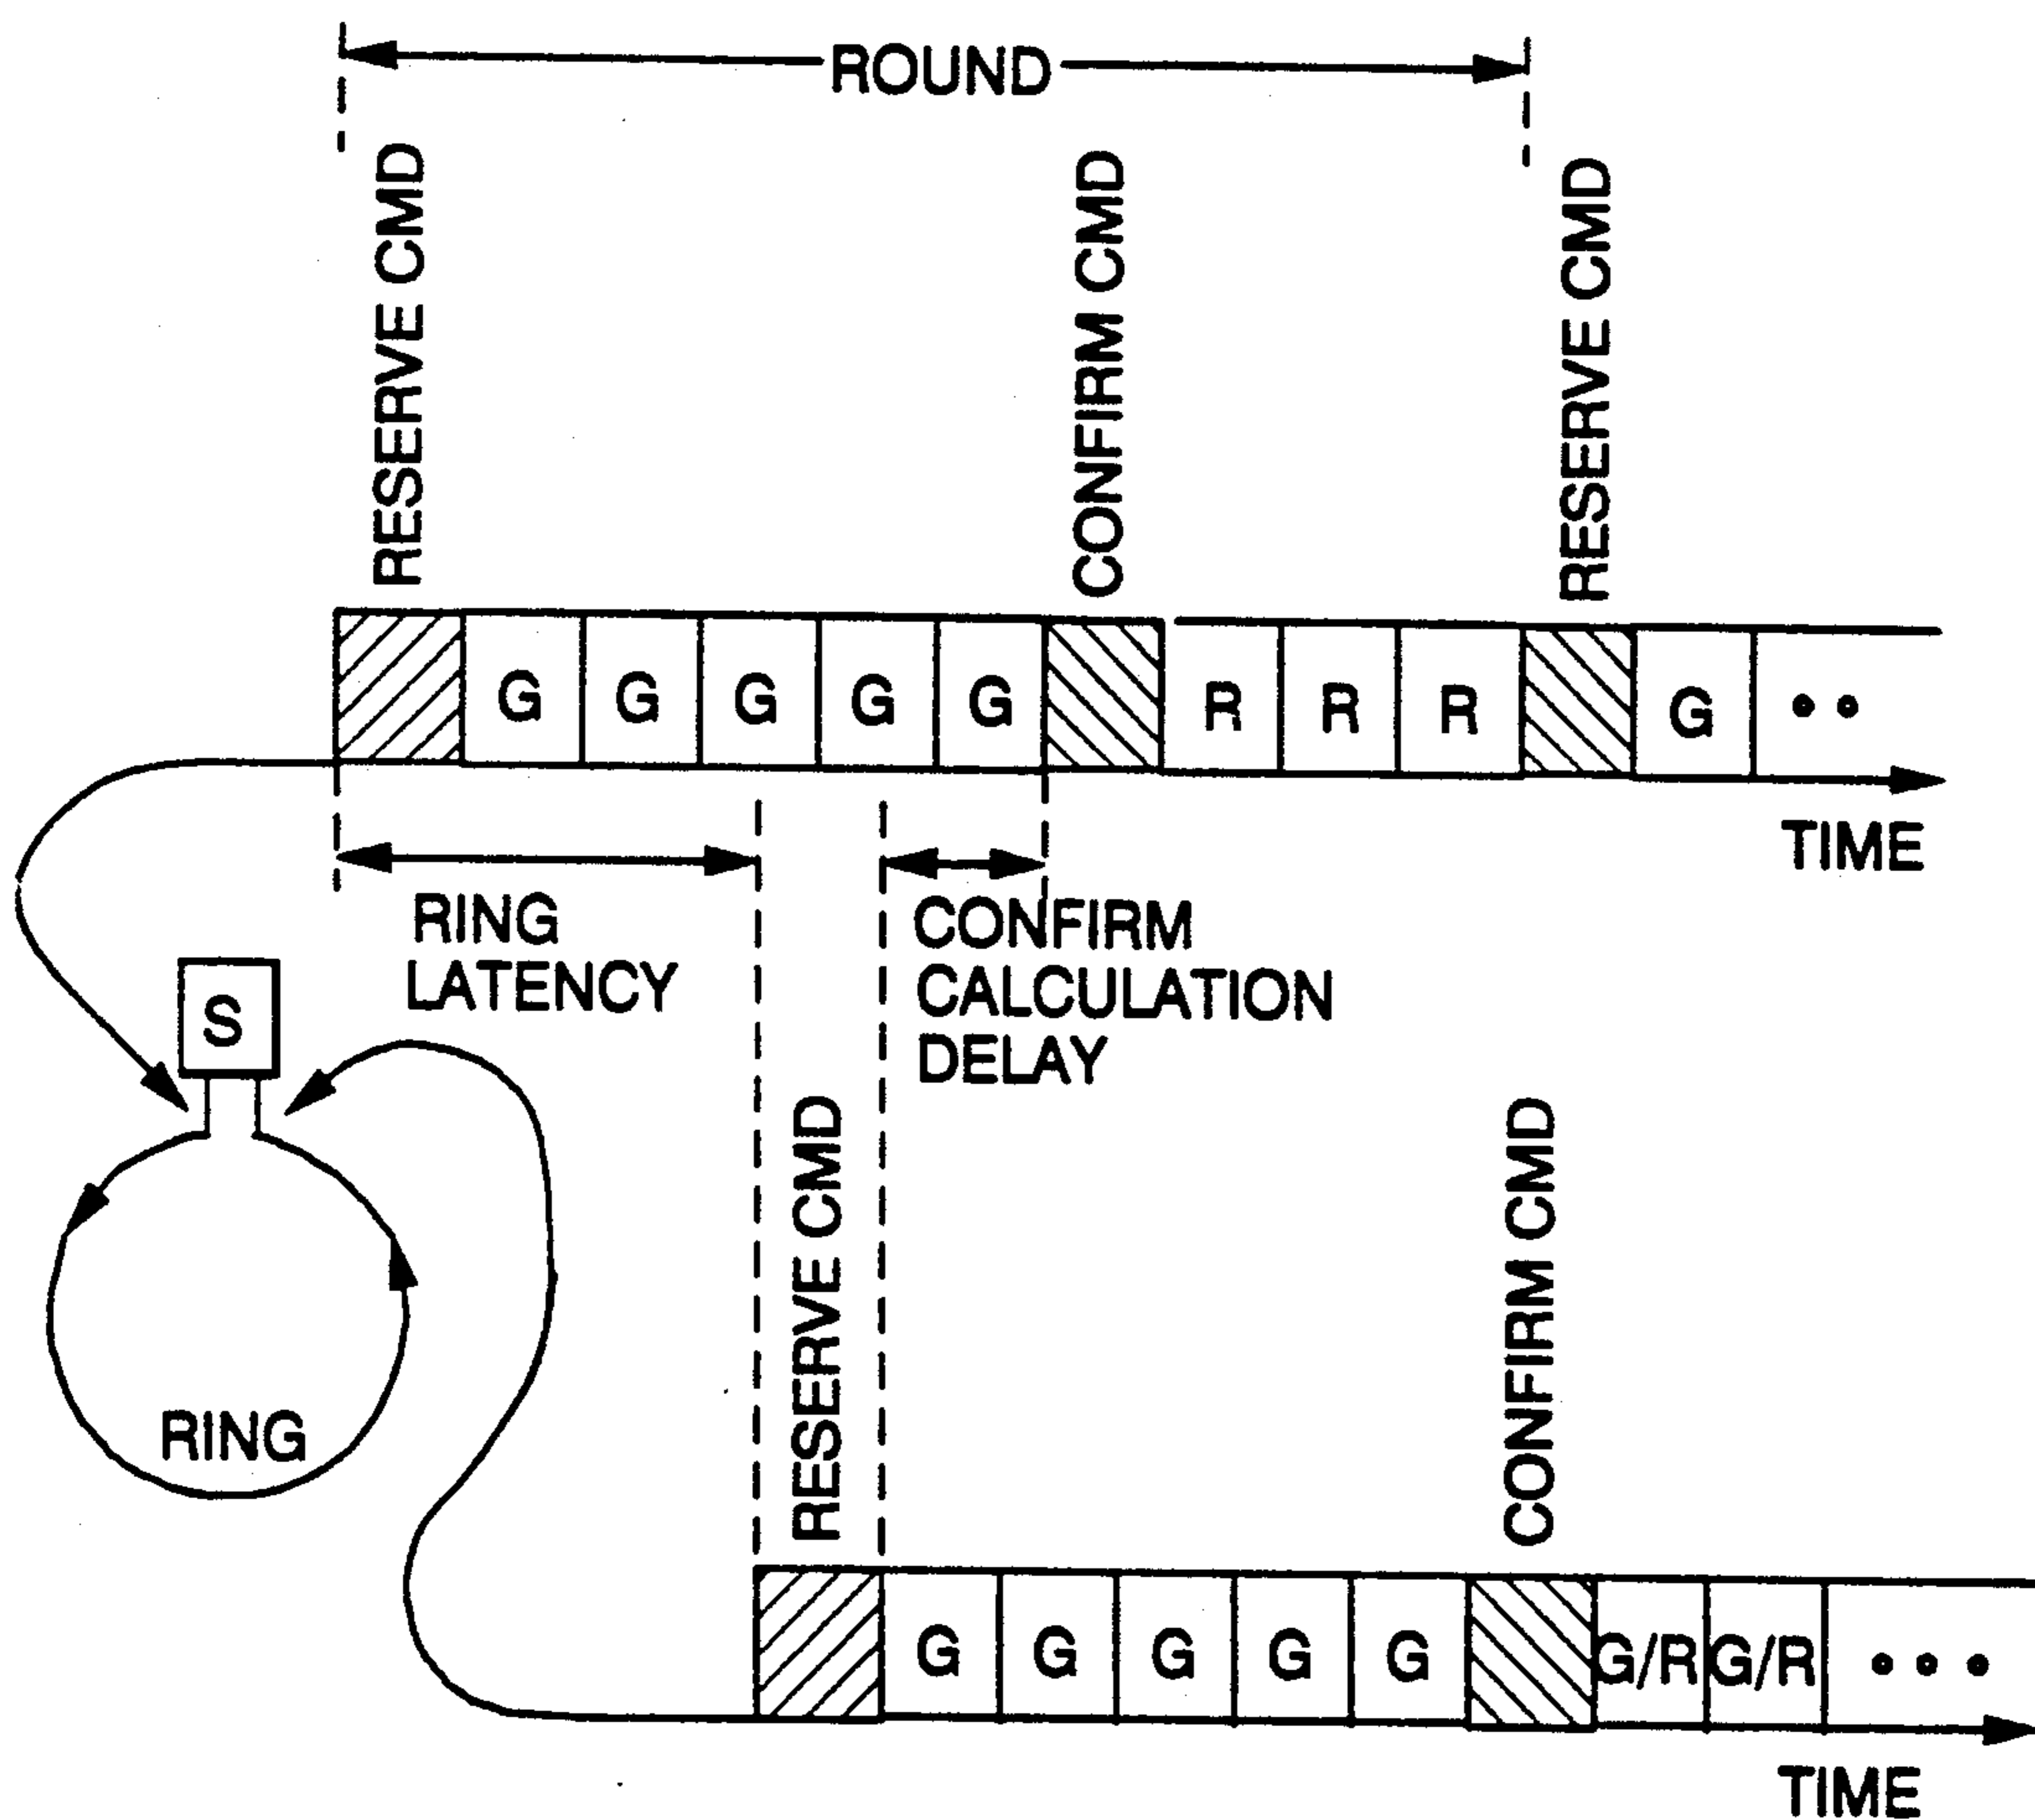 ROUND
RESERVE CMD
CONFIRM CMD
RESERVE CMD
G G G G G R R R G ••
TIME
RING
LATENCY
CONFIRM
CALCULATION
DELAY
S
RING
RESERVE CMD
CONFIRM CMD
G G G G G G/R G/R •••
TIME